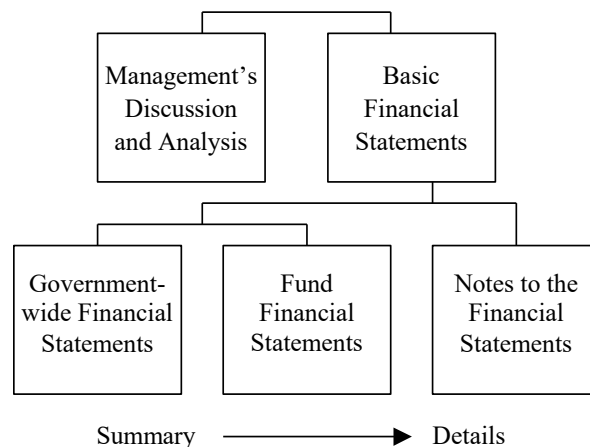 Management’s
Discussion
and Analysis
Basic
Financial
Statements
Government-
wide Financial
Statements
Fund
Financial
Statements
Notes to the
Financial
Statements
Summary
Details